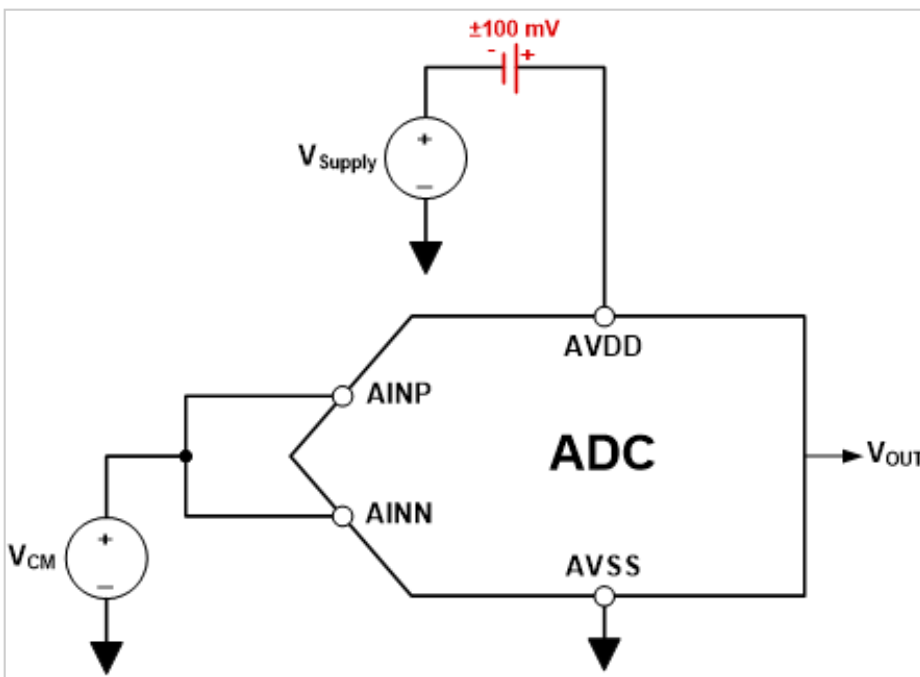 ±100 mV
- +
+
VSupply
–
AVDD
AINP
ADC
VOUT
AINN
+
VCM
–
AVSS